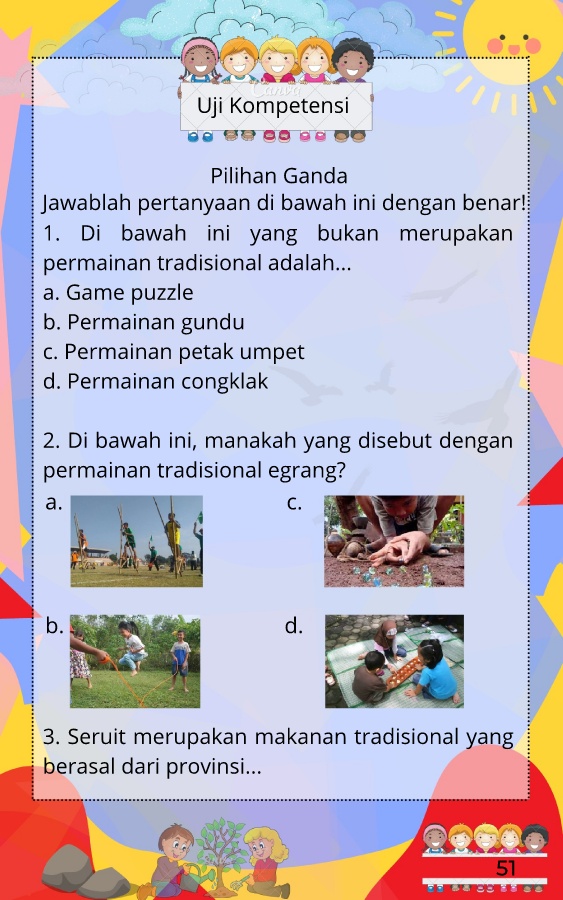 Uji Kompetensi
Pilihan Ganda
Jawablah pertanyaan di bawah ini dengan benar!
1. Di bawah ini yang bukan merupakan
permainan tradisional adalah...
a. Game puzzle
b. Permainan gundu
c. Permainan petak umpet
d. Permainan congklak
2. Di bawah ini, manakah yang disebut dengan
permainan tradisional egrang?
a.
c.
b.
d.
3. Seruit merupakan makanan tradisional yang
berasal dari provinsi...
51